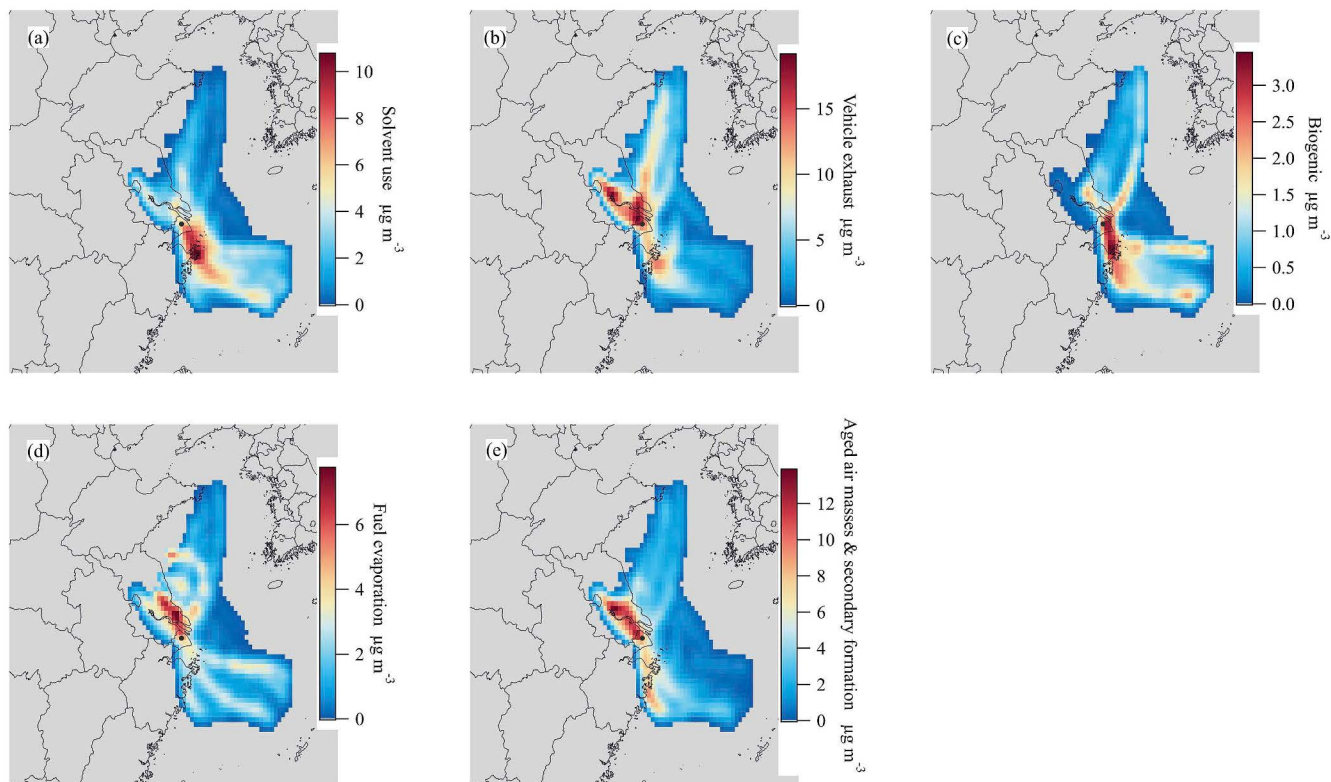 (a)
10
8
6
4
2
0
Solvent use µg m-3
(b)
15
10
5
0
Vehicle exhaust µg m-3
(c)
3.0
2.5
2.0
1.5
1.0
0.5
0.0
Biogenic µg m-3
(d)
6
4
2
0
Fuel evaporation µg m-3
(e)
12
10
8
6
4
2
0
Aged air masses & secondary formation µg m-3